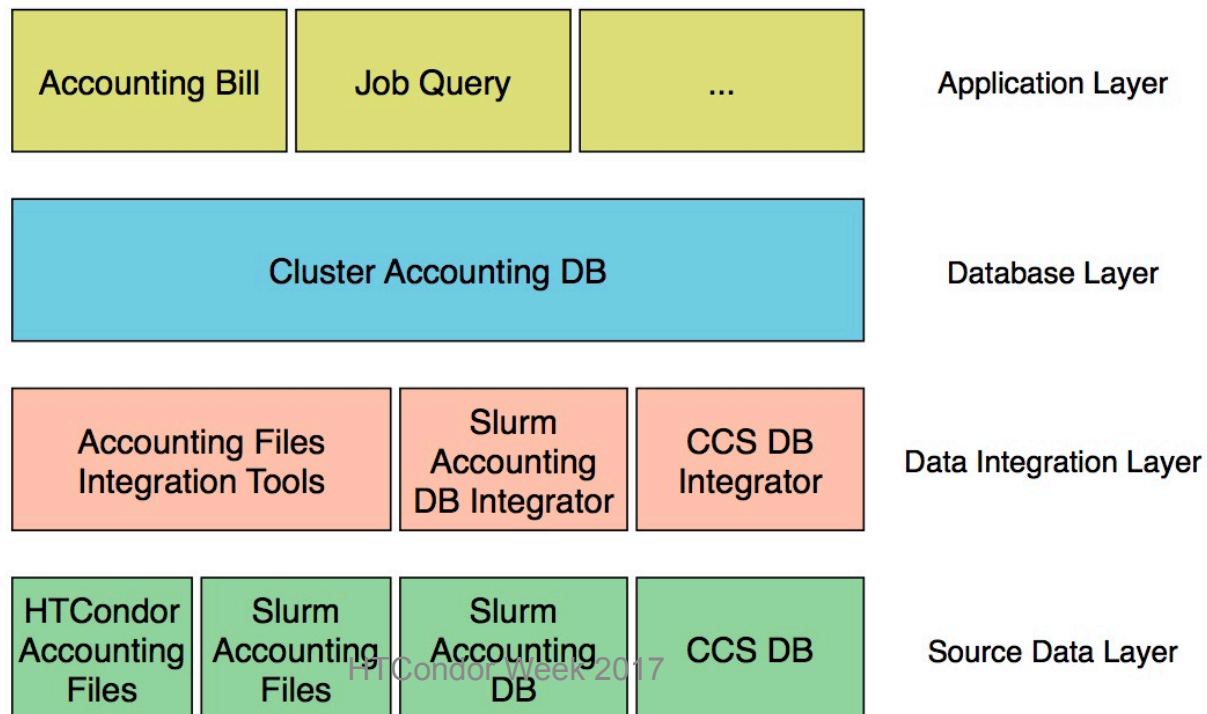 Accounting Bill
Job Query
...
Application Layer
Cluster Accounting DB
Database Layer
Accounting Files
Integration Tools
Slurm
Accounting
DB Integrator
CCS DB
Integrator
Data Integration Layer
HTCondor
Accounting
Files
Slurm
Accounting
Files
Slurm
Accounting
DB
CCS DB
Source Data Layer
HTCondor Week 2017